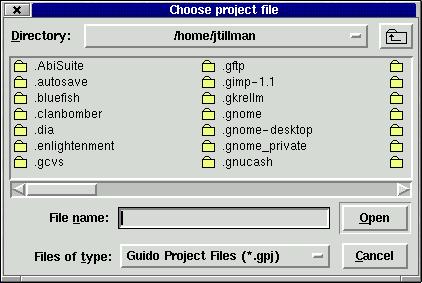 Choose project file
Directory: /home/jtillman
.AbiSuite .gftp
.autosave .gimp-1.1
.bluefish .gkrellm
.clanbomber .gnome
.dia .gnome-desktop
.enlightenment .gnome_private
.gcvs .gnucash
File name: Open
Files of type: Guido Project Files (*.gpj) Cancel